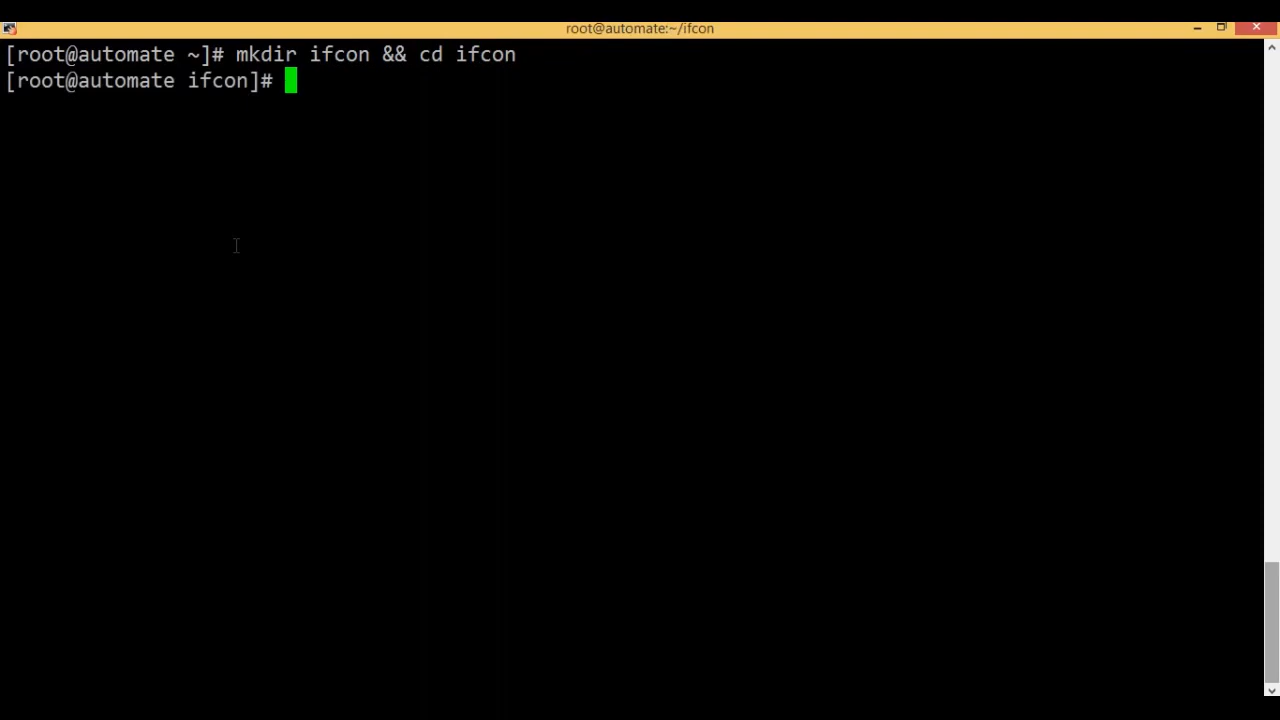 root@automate:~/ifcon
[root@automate ~]# mkdir ifcon && cd ifcon
[root@automate ifcon]#